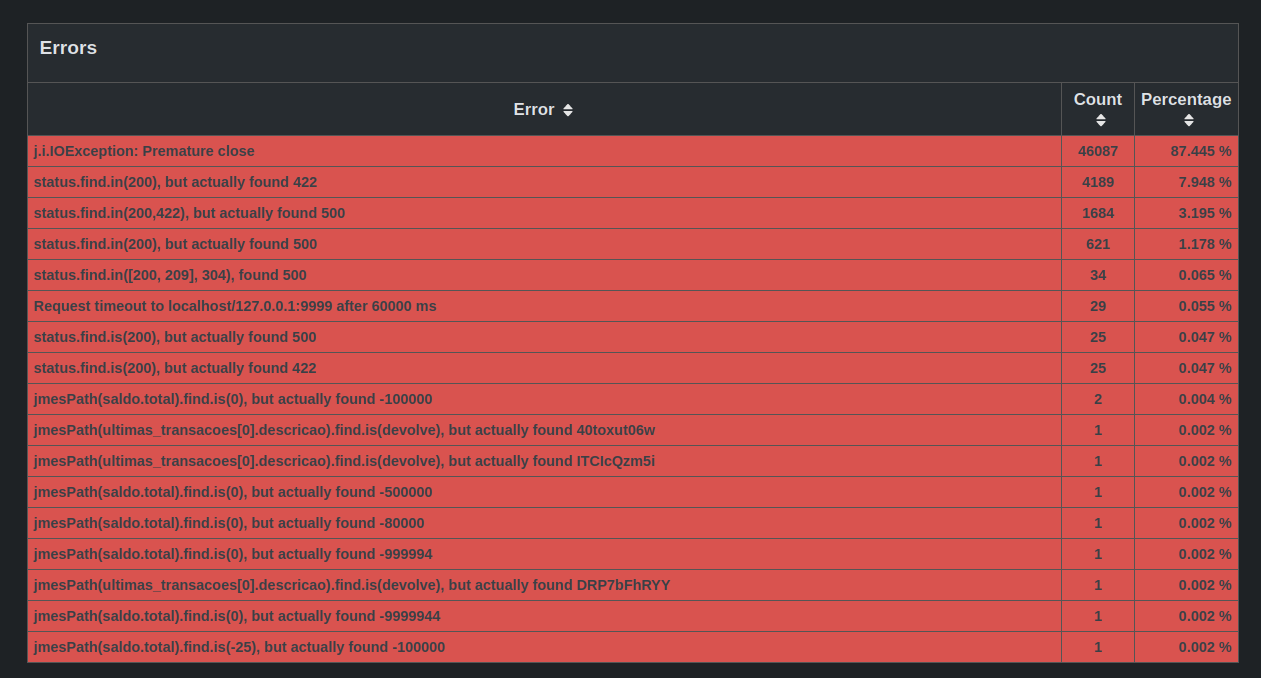 Errors
Error Count Percentage
j.i.IOException: Premature close 46087 87.445 %
status.find.in(200), but actually found 422 4189 7.948 %
status.find.in(200,422), but actually found 500 1684 3.195 %
status.find.in(200), but actually found 500 621 1.178 %
status.find.in([200, 209], 304), found 500 34 0.065 %
Request timeout to localhost/127.0.0.1:9999 after 60000 ms 29 0.055 %
status.find.is(200), but actually found 500 25 0.047 %
status.find.is(200), but actually found 422 25 0.047 %
jmesPath(saldo.total).find.is(0), but actually found -100000 2 0.004 %
jmesPath(ultimas_transacoes[0].descricao).find.is(devolve), but actually found 40toxut06w 1 0.002 %
jmesPath(ultimas_transacoes[0].descricao).find.is(devolve), but actually found ITCIcQzm5i 1 0.002 %
jmesPath(saldo.total).find.is(0), but actually found -500000 1 0.002 %
jmesPath(saldo.total).find.is(0), but actually found -80000 1 0.002 %
jmesPath(saldo.total).find.is(0), but actually found -999994 1 0.002 %
jmesPath(ultimas_transacoes[0].descricao).find.is(devolve), but actually found DRP7bFhRYY 1 0.002 %
jmesPath(saldo.total).find.is(0), but actually found -9999944 1 0.002 %
jmesPath(saldo.total).find.is(-25), but actually found -100000 1 0.002 %